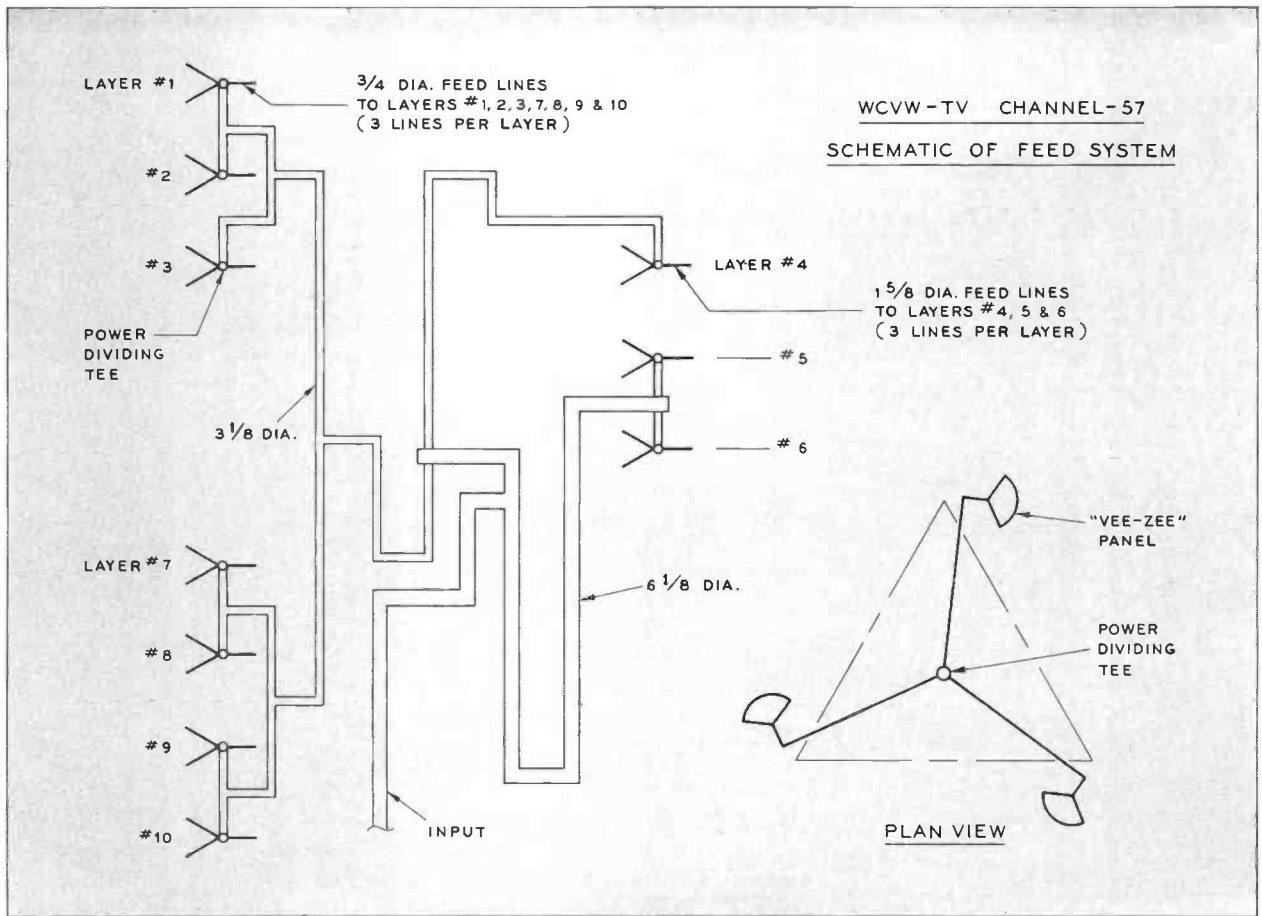 LAYER #1
3/4 DIA. FEED LINES
TO LAYERS #1, 2, 3, 7, 8, 9 & 10
(3 LINES PER LAYER)
WCVW-TV CHANNEL-57
SCHEMATIC OF FEED SYSTEM
#2
#3
LAYER #4
1 5/8 DIA. FEED LINES
TO LAYERS #4, 5 & 6
(3 LINES PER LAYER)
POWER
DIVIDING
TEE
#5
3 1/8 DIA.
#6
"VEE-ZEE"
PANEL
LAYER #7
6 1/8 DIA.
#8
POWER
DIVIDING
TEE
#9
#10
INPUT
PLAN VIEW